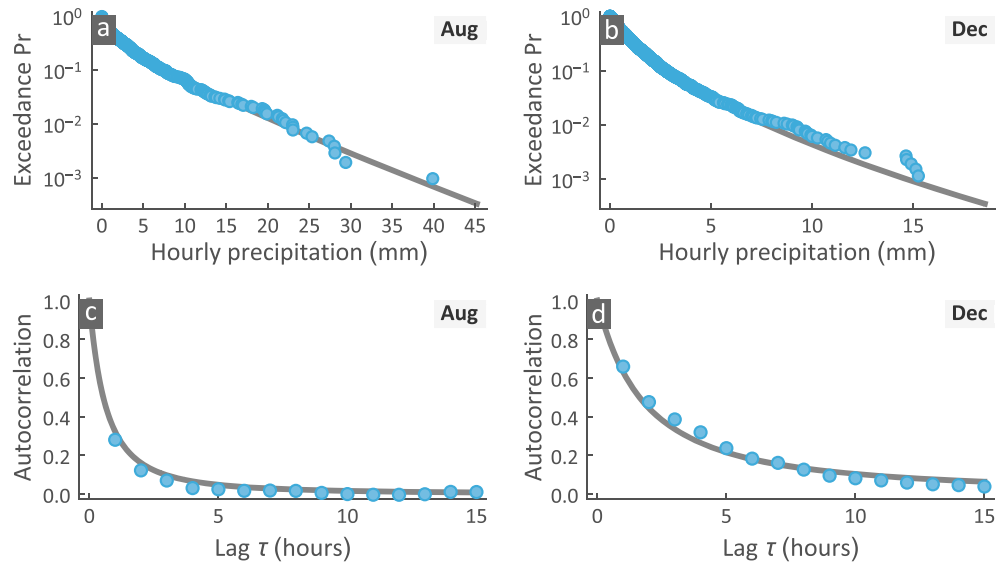 a
Aug
Exceedance Pr
10⁰
10⁻¹
10⁻²
10⁻³
0 5 10 15 20 25 30 35 40 45
Hourly precipitation (mm)
b
Dec
Exceedance Pr
10⁰
10⁻¹
10⁻²
10⁻³
0 5 10 15
Hourly precipitation (mm)
c
Aug
Autocorrelation
1.0
0.8
0.6
0.4
0.2
0.0
0 5 10 15
Lag τ (hours)
d
Dec
Autocorrelation
1.0
0.8
0.6
0.4
0.2
0.0
0 5 10 15
Lag τ (hours)